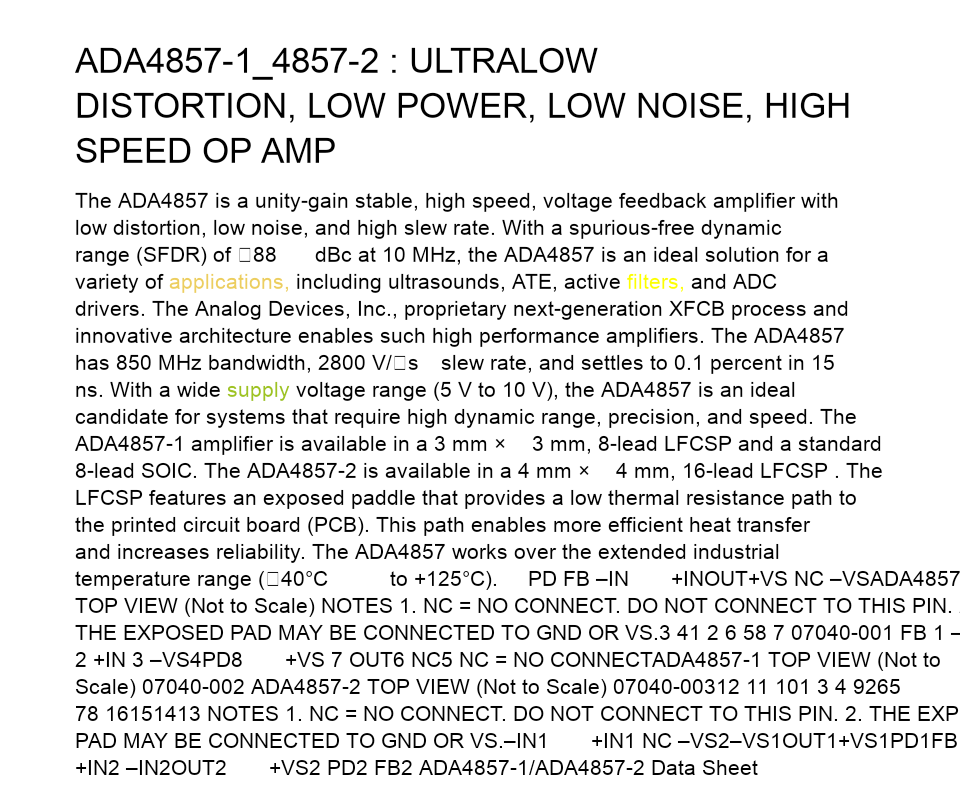 ADA4857-1_4857-2 : ULTRALOW
DISTORTION, LOW POWER, LOW NOISE, HIGH
SPEED OP AMP
The ADA4857 is a unity-gain stable, high speed, voltage feedback amplifier with
low distortion, low noise, and high slew rate. With a spurious-free dynamic
range (SFDR) of □88 dBc at 10 MHz, the ADA4857 is an ideal solution for a
variety of applications, including ultrasounds, ATE, active filters, and ADC
drivers. The Analog Devices, Inc., proprietary next-generation XFCB process and
innovative architecture enables such high performance amplifiers. The ADA4857
has 850 MHz bandwidth, 2800 V/□s slew rate, and settles to 0.1 percent in 15
ns. With a wide supply voltage range (5 V to 10 V), the ADA4857 is an ideal
candidate for systems that require high dynamic range, precision, and speed. The
ADA4857-1 amplifier is available in a 3 mm × 3 mm, 8-lead LFCSP and a standard
8-lead SOIC. The ADA4857-2 is available in a 4 mm × 4 mm, 16-lead LFCSP . The
LFCSP features an exposed paddle that provides a low thermal resistance path to
the printed circuit board (PCB). This path enables more efficient heat transfer
and increases reliability. The ADA4857 works over the extended industrial
temperature range (□40°C to +125°C). PD FB –IN +INOUT+VS NC –VSADA4857
TOP VIEW (Not to Scale) NOTES 1. NC = NO CONNECT. DO NOT CONNECT TO THIS PIN.
THE EXPOSED PAD MAY BE CONNECTED TO GND OR VS.3 41 2 6 58 7 07040-001 FB 1 –
2 +IN 3 –VS4PD8 +VS 7 OUT6 NC5 NC = NO CONNECTADA4857-1 TOP VIEW (Not to
Scale) 07040-002 ADA4857-2 TOP VIEW (Not to Scale) 07040-00312 11 101 3 4 9265
78 16151413 NOTES 1. NC = NO CONNECT. DO NOT CONNECT TO THIS PIN. 2. THE EXP
PAD MAY BE CONNECTED TO GND OR VS.–IN1 +IN1 NC –VS2–VS1OUT1+VS1PD1FB
+IN2 –IN2OUT2 +VS2 PD2 FB2 ADA4857-1/ADA4857-2 Data Sheet